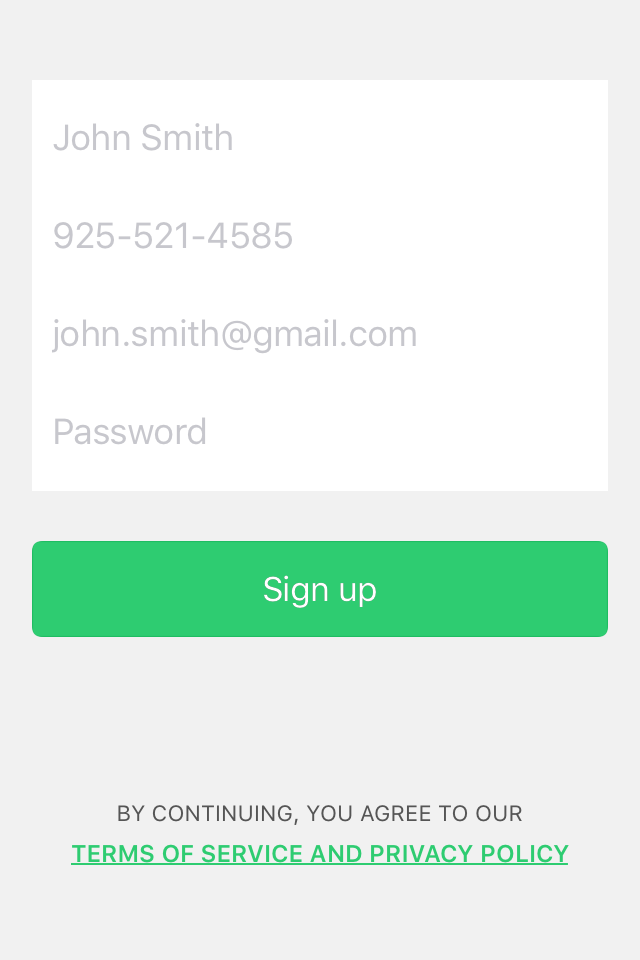 John Smith
925-521-4585
john.smith@gmail.com
Password
Sign up
BY CONTINUING, YOU AGREE TO OUR
TERMS OF SERVICE AND PRIVACY POLICY